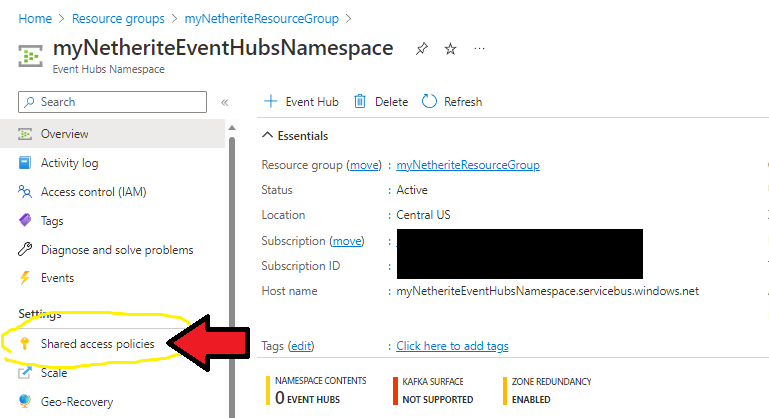 Home > Resource groups > myNetheriteResourceGroup >
myNetheriteEventHubsNamespace ...
Event Hubs Namespace
Search «
+ Event Hub Delete Refresh
Overview
Activity log
Access control (IAM)
Tags
Diagnose and solve problems
Events
Settings
Shared access policies
Scale
Geo-Recovery
Essentials
Resource group (move) : myNetheriteResourceGroup
Status : Active
Location : Central US
Subscription (move) :
Subscription ID :
Host name : myNetheriteEventHubsNamespace.servicebus.windows.net
Tags (edit) : Click here to add tags
NAMESPACE CONTENTS
0 EVENT HUBS
KAFKA SURFACE
NOT SUPPORTED
ZONE REDUNDANCY
ENABLED